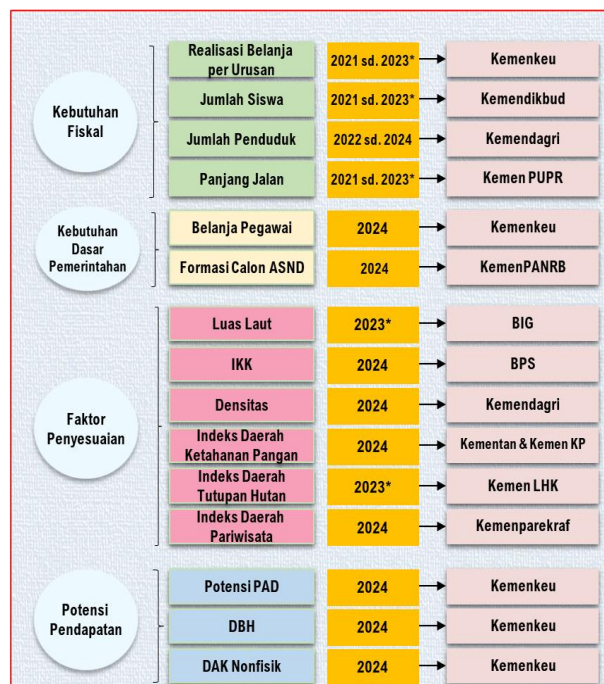 Kebutuhan
Fiskal
Realisasi Belanja
per Urusan
2021 sd. 2023*
Kemenkeu
Jumlah Siswa
2021 sd. 2023*
Kemendikbud
Jumlah Penduduk
2022 sd. 2024
Kemendagri
Panjang Jalan
2021 sd. 2023*
Kemen PUPR
Kebutuhan
Dasar
Pemerintahan
Belanja Pegawai
2024
Kemenkeu
Formasi Calon ASND
2024
KemenPANRB
Faktor
Penyesuaian
Luas Laut
2023*
BIG
IKK
2024
BPS
Densitas
2024
Kemendagri
Indeks Daerah
Ketahanan Pangan
2024
Kementan & Kemen KP
Indeks Daerah
Tutupan Hutan
2023*
Kemen LHK
Indeks Daerah
Pariwisata
2024
Kemenparekraf
Potensi
Pendapatan
Potensi PAD
2024
Kemenkeu
DBH
2024
Kemenkeu
DAK Nonfisik
2024
Kemenkeu